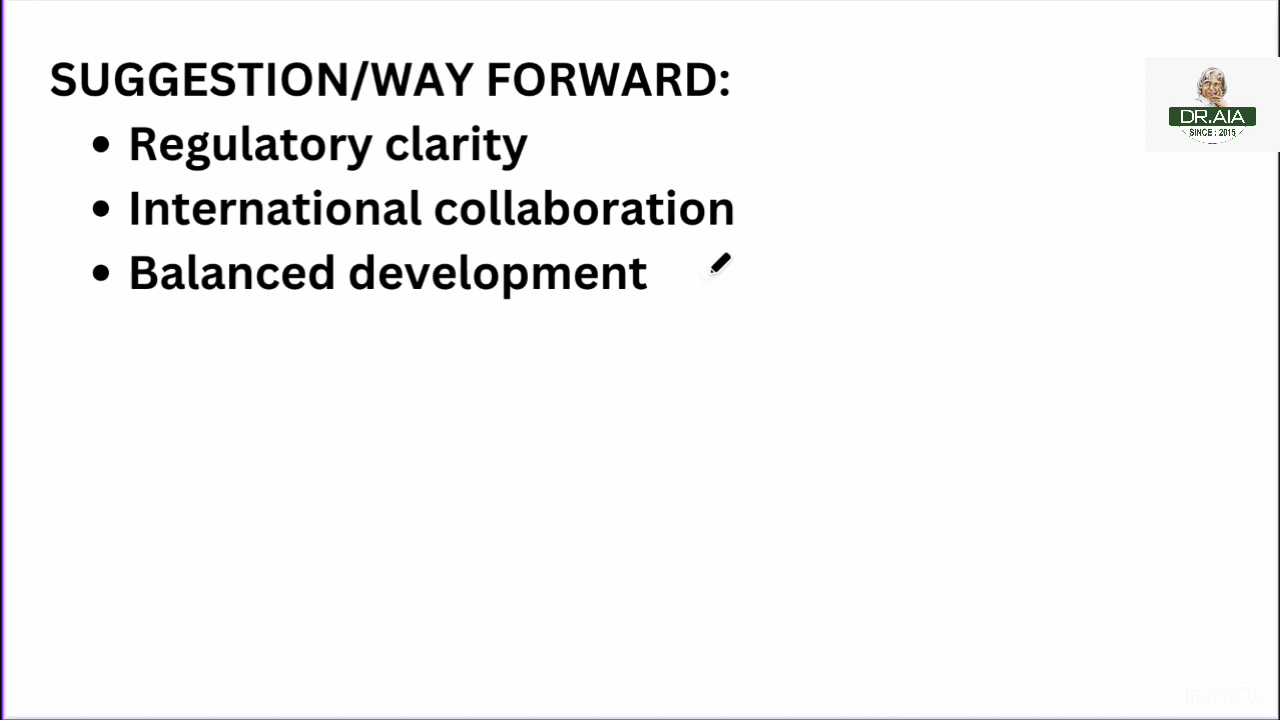 SUGGESTION/WAY FORWARD:
• Regulatory clarity
• International collaboration
• Balanced development
DR.AIA
SINCE : 2015